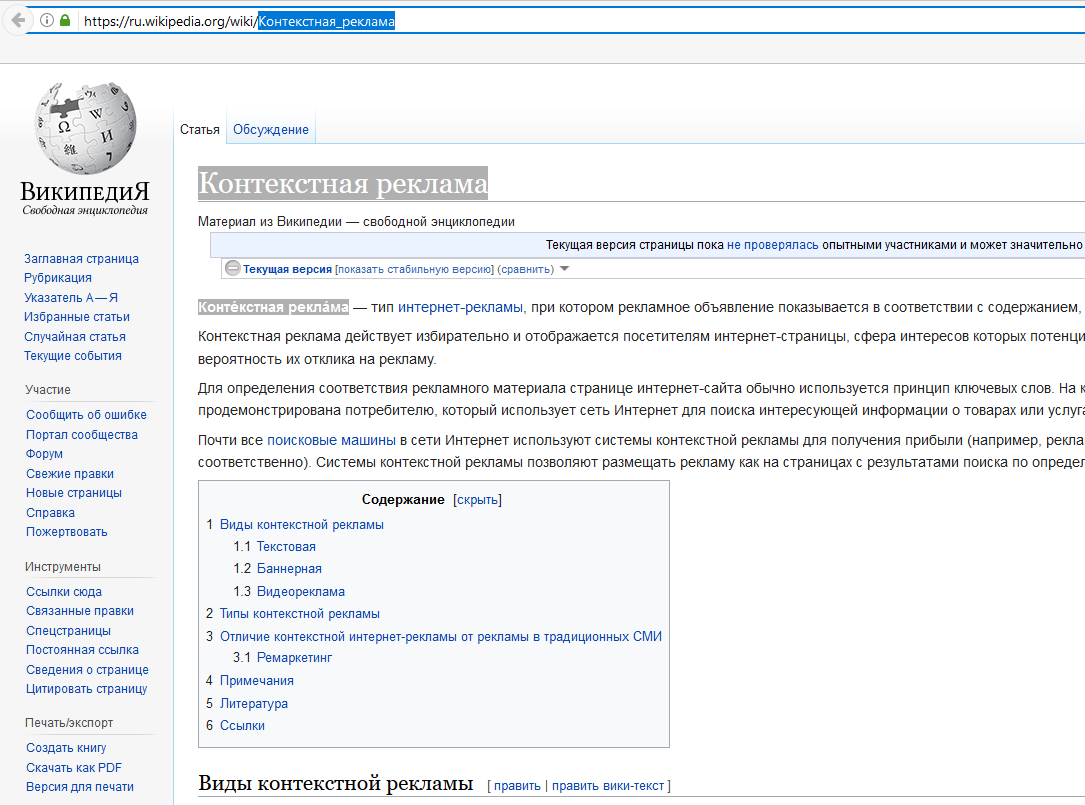 https://ru.wikipedia.org/wiki/Контекстная_реклама
ВикипедиЯ
Свободная энциклопедия
Заглавная страница
Рубрикация
Указатель А — Я
Избранные статьи
Случайная статья
Текущие события
Участие
Сообщить об ошибке
Портал сообщества
Форум
Свежие правки
Новые страницы
Справка
Пожертвовать
Инструменты
Ссылки сюда
Связанные правки
Спецстраницы
Постоянная ссылка
Сведения о странице
Цитировать страницу
Печать/экспорт
Создать книгу
Скачать как PDF
Версия для печати
Статья Обсуждение
Контекстная реклама
Материал из Википедии — свободной энциклопедии
Текущая версия страницы пока не проверялась опытными участниками и может значительно
Текущая версия [показать стабильную версию] (сравнить)
Конте́кстная рекла́ма — тип интернет-рекламы, при котором рекламное объявление показывается в соответствии с содержанием,
Контекстная реклама действует избирательно и отображается посетителям интернет-страницы, сфера интересов которых
вероятность их отклика на рекламу.
Для определения соответствия рекламного материала странице интернет-сайта обычно используется принцип ключевых слов. На
продемонстрирована потребителю, который использует сеть Интернет для поиска интересующей информации о товарах или
Почти все поисковые машины в сети Интернет используют системы контекстной рекламы для получения прибыли (например,
соответственно). Системы контекстной рекламы позволяют размещать рекламу как на страницах с результатами поиска по
Содержание [скрыть]
1 Виды контекстной рекламы
1.1 Текстовая
1.2 Баннерная
1.3 Видеореклама
2 Типы контекстной рекламы
3 Отличие контекстной интернет-рекламы от рекламы в традиционных СМИ
3.1 Ремаркетинг
4 Примечания
5 Литература
6 Ссылки
Виды контекстной рекламы [ править | править вики-текст ]